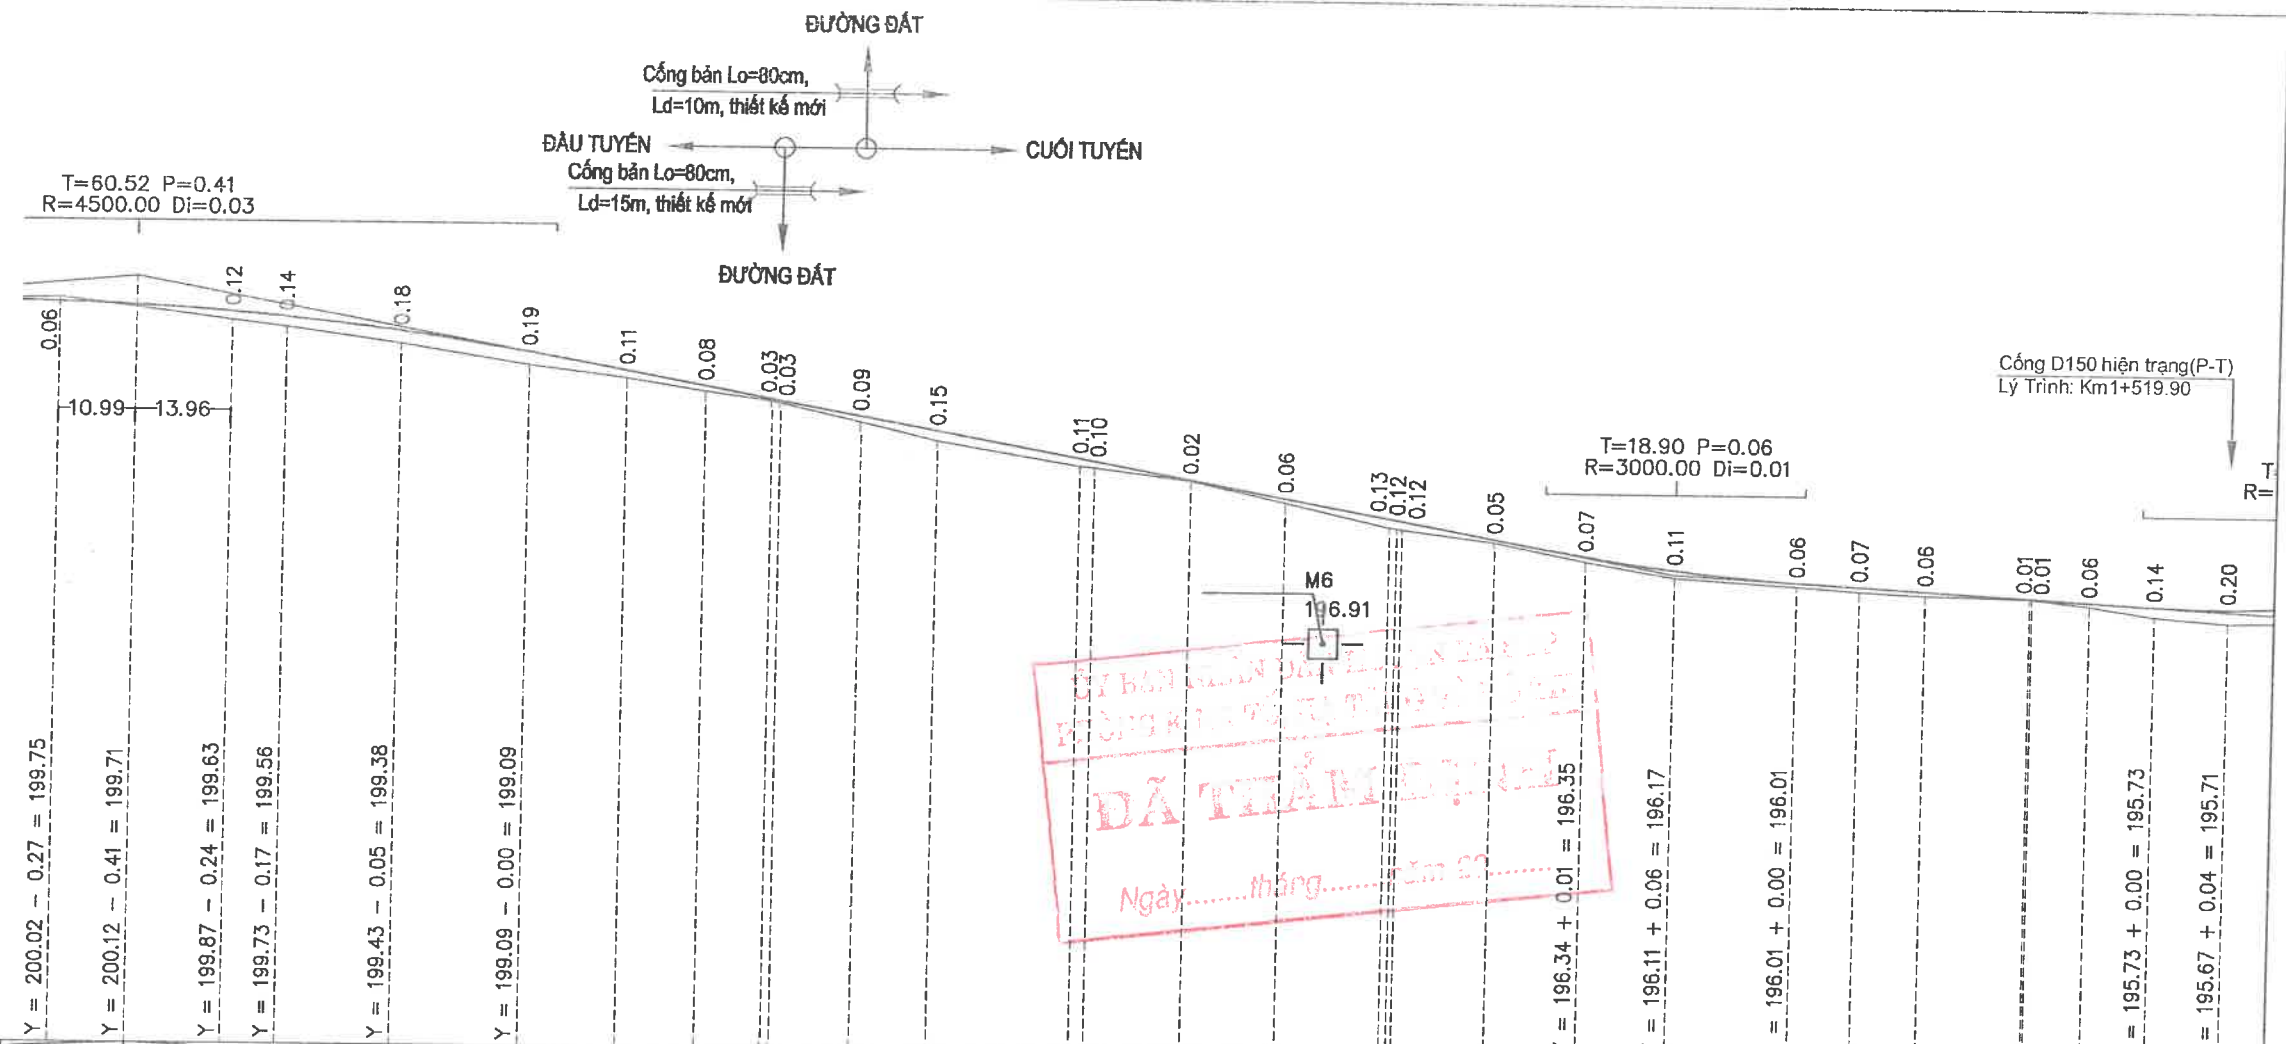 ĐƯỜNG ĐẤT
Cống bản Lo=80cm,
Ld=10m, thiết kế mới
ĐẦU TUYẾN
CUỐI TUYẾN
Cống bản Lo=80cm,
Ld=15m, thiết kế mới
ĐƯỜNG ĐẤT
T=60.52 P=0.41
R=4500.00 Di=0.03
0.06
0.12
0.14
0.18
0.19
0.11
0.08
0.03
0.03
0.09
0.15
0.11
0.10
0.02
0.06
0.13
0.12
0.12
0.05
0.07
0.11
0.06
0.07
0.06
0.01
0.01
0.06
0.14
0.20
10.99
13.96
Cống D150 hiện trạng(P-T)
Lý Trình: Km1+519.90
T=18.90 P=0.06
R=3000.00 Di=0.01
T
R=
M6
196.91
ĐÃ THẨM ĐỊNH
Ngày........tháng........năm 20.........
Y = 200.02 - 0.27 = 199.75
Y = 200.12 - 0.41 = 199.71
Y = 199.87 - 0.24 = 199.63
Y = 199.73 - 0.17 = 199.56
Y = 199.43 - 0.05 = 199.38
Y = 199.09 - 0.00 = 199.09
= 196.34 + 0.01 = 196.35
= 196.11 + 0.06 = 196.17
= 196.01 + 0.00 = 196.01
= 195.73 + 0.00 = 195.73
= 195.67 + 0.04 = 195.71